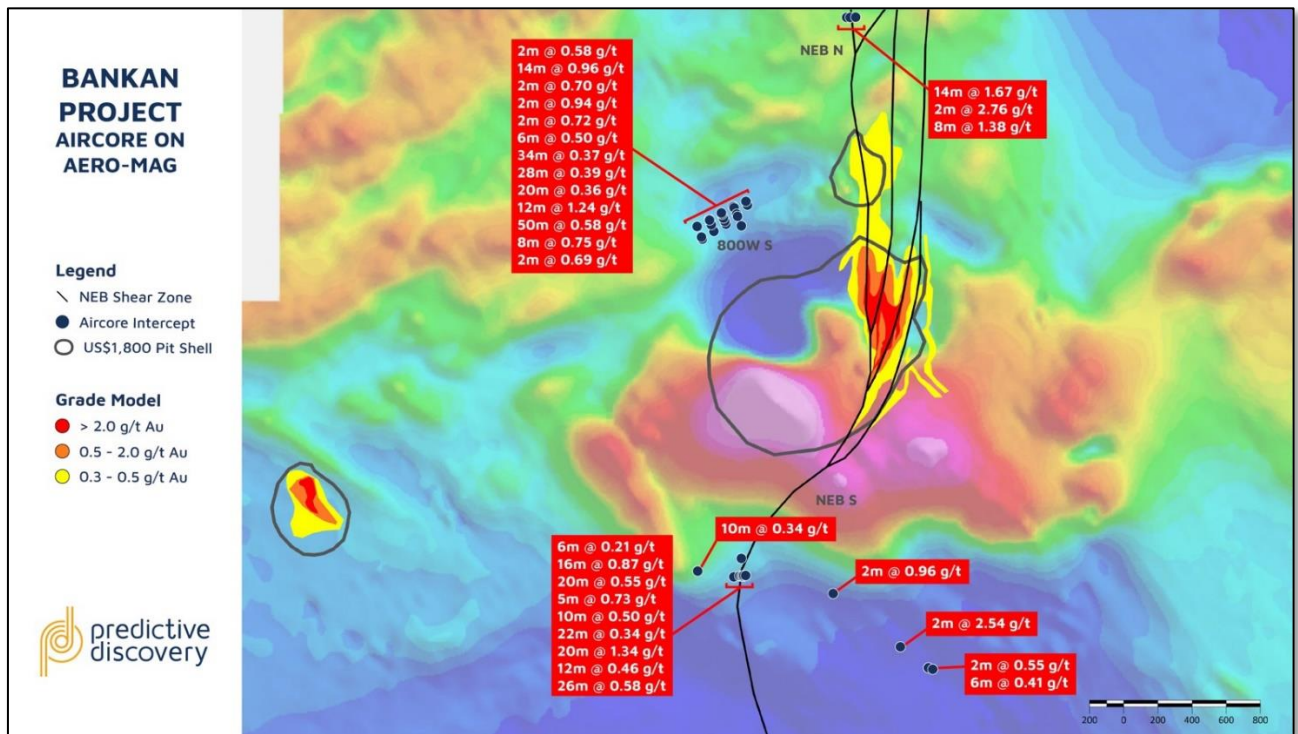 BANKAN
PROJECT
AIRCORE ON
AERO-MAG
Legend
NEB Shear Zone
Aircore Intercept
US$1,800 Pit Shell
Grade Model
> 2.0 g/t Au
0.5 - 2.0 g/t Au
0.3 - 0.5 g/t Au
predictive
discovery
2m @ 0.58 g/t
14m @ 0.96 g/t
2m @ 0.70 g/t
2m @ 0.94 g/t
2m @ 0.72 g/t
6m @ 0.50 g/t
34m @ 0.37 g/t
28m @ 0.39 g/t
20m @ 0.36 g/t
12m @ 1.24 g/t
50m @ 0.58 g/t
8m @ 0.75 g/t
2m @ 0.69 g/t
800W S
NEB N
14m @ 1.67 g/t
2m @ 2.76 g/t
8m @ 1.38 g/t
NEB S
10m @ 0.34 g/t
6m @ 0.21 g/t
16m @ 0.87 g/t
20m @ 0.55 g/t
5m @ 0.73 g/t
10m @ 0.50 g/t
22m @ 0.34 g/t
20m @ 1.34 g/t
12m @ 0.46 g/t
26m @ 0.58 g/t
2m @ 0.96 g/t
2m @ 2.54 g/t
2m @ 0.55 g/t
6m @ 0.41 g/t
200 0 200 400 600 800